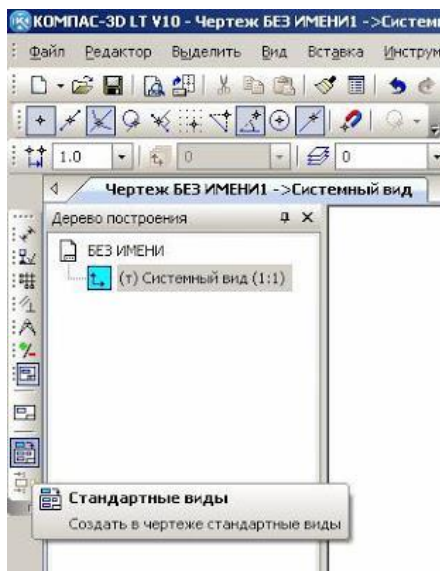 КОМПАС-3D LT V10 - Чертеж БЕЗ ИМЕНИ1 ->Системн
Файл Редактор Выделить Вид Вставка Инструм
1.0 0 0
Чертеж БЕЗ ИМЕНИ1 ->Системный вид
Дерево построения
БЕЗ ИМЕНИ
(т) Системный вид (1:1)
Стандартные виды
Создать в чертеже стандартные виды